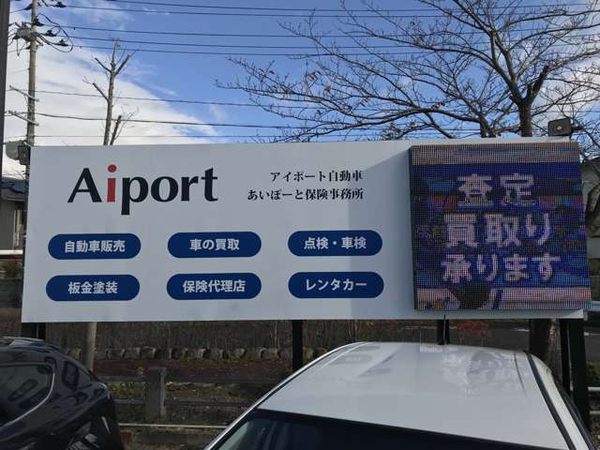 Aiport
アイポート自動車
あいぽーと保険事務所
自動車販売
車の買取
点検・車検
板金塗装
保険代理店
レンタカー
査定
買取り
承ります